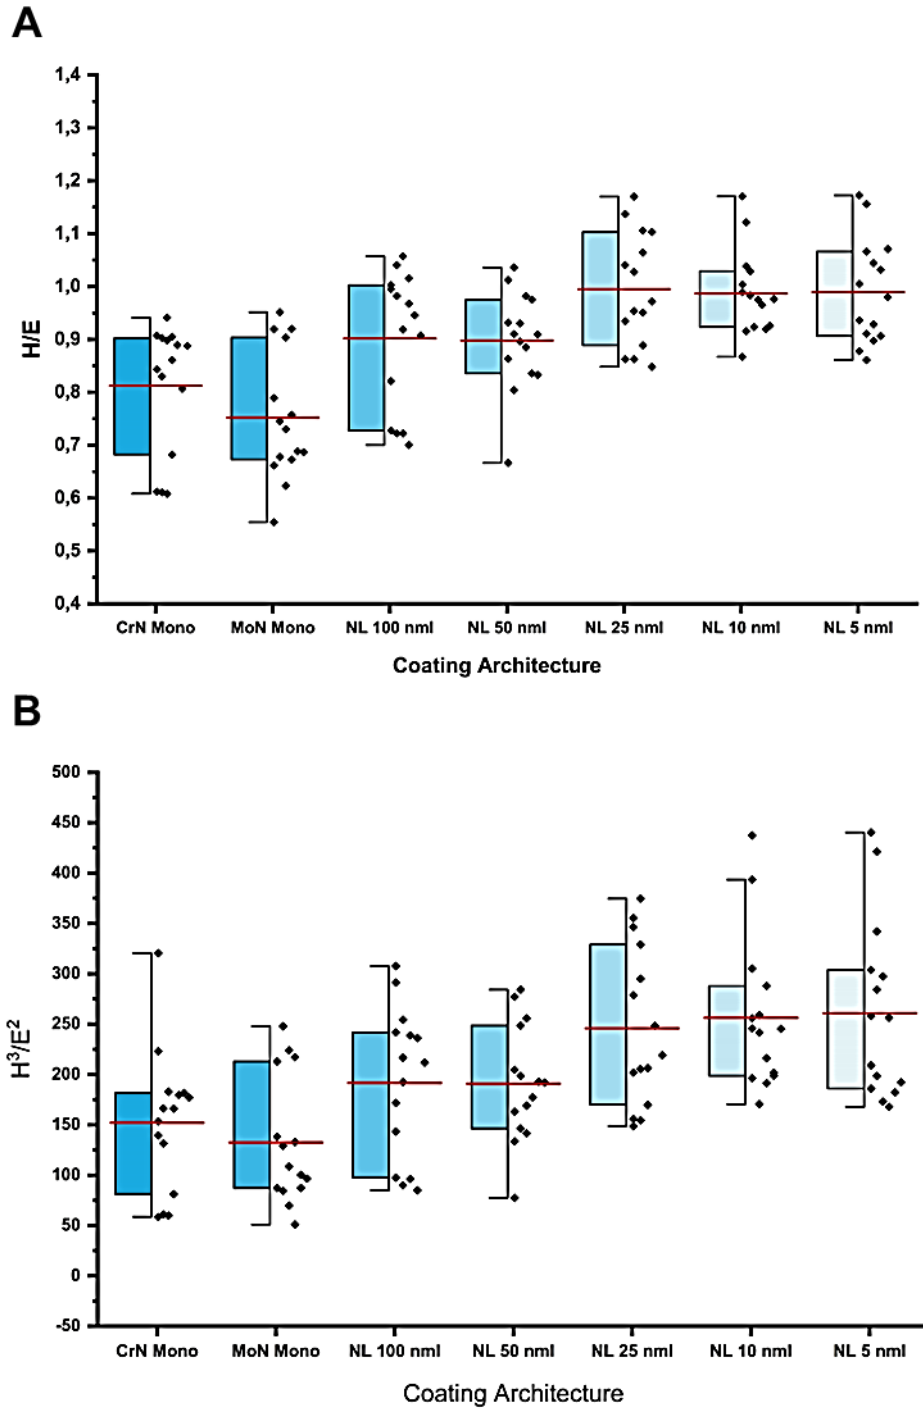 A
1,4
1,3
1,2
1,1
1,0
0,9
0,8
0,7
0,6
0,5
0,4
H/E
CrN Mono MoN Mono NL 100 nml NL 50 nml NL 25 nml NL 10 nml NL 5 nml
Coating Architecture
B
500
450
400
350
300
250
200
150
100
50
0
-50
H³/E²
CrN Mono MoN Mono NL 100 nml NL 50 nml NL 25 nml NL 10 nml NL 5 nml
Coating Architecture